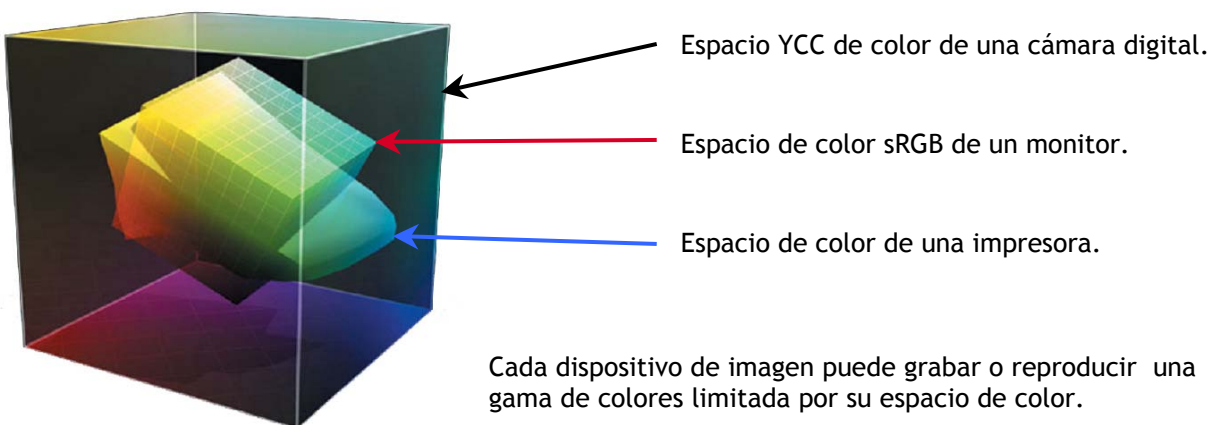 Espacio YCC de color de una cámara digital.
Espacio de color sRGB de un monitor.
Espacio de color de una impresora.
Cada dispositivo de imagen puede grabar o reproducir una
gama de colores limitada por su espacio de color.